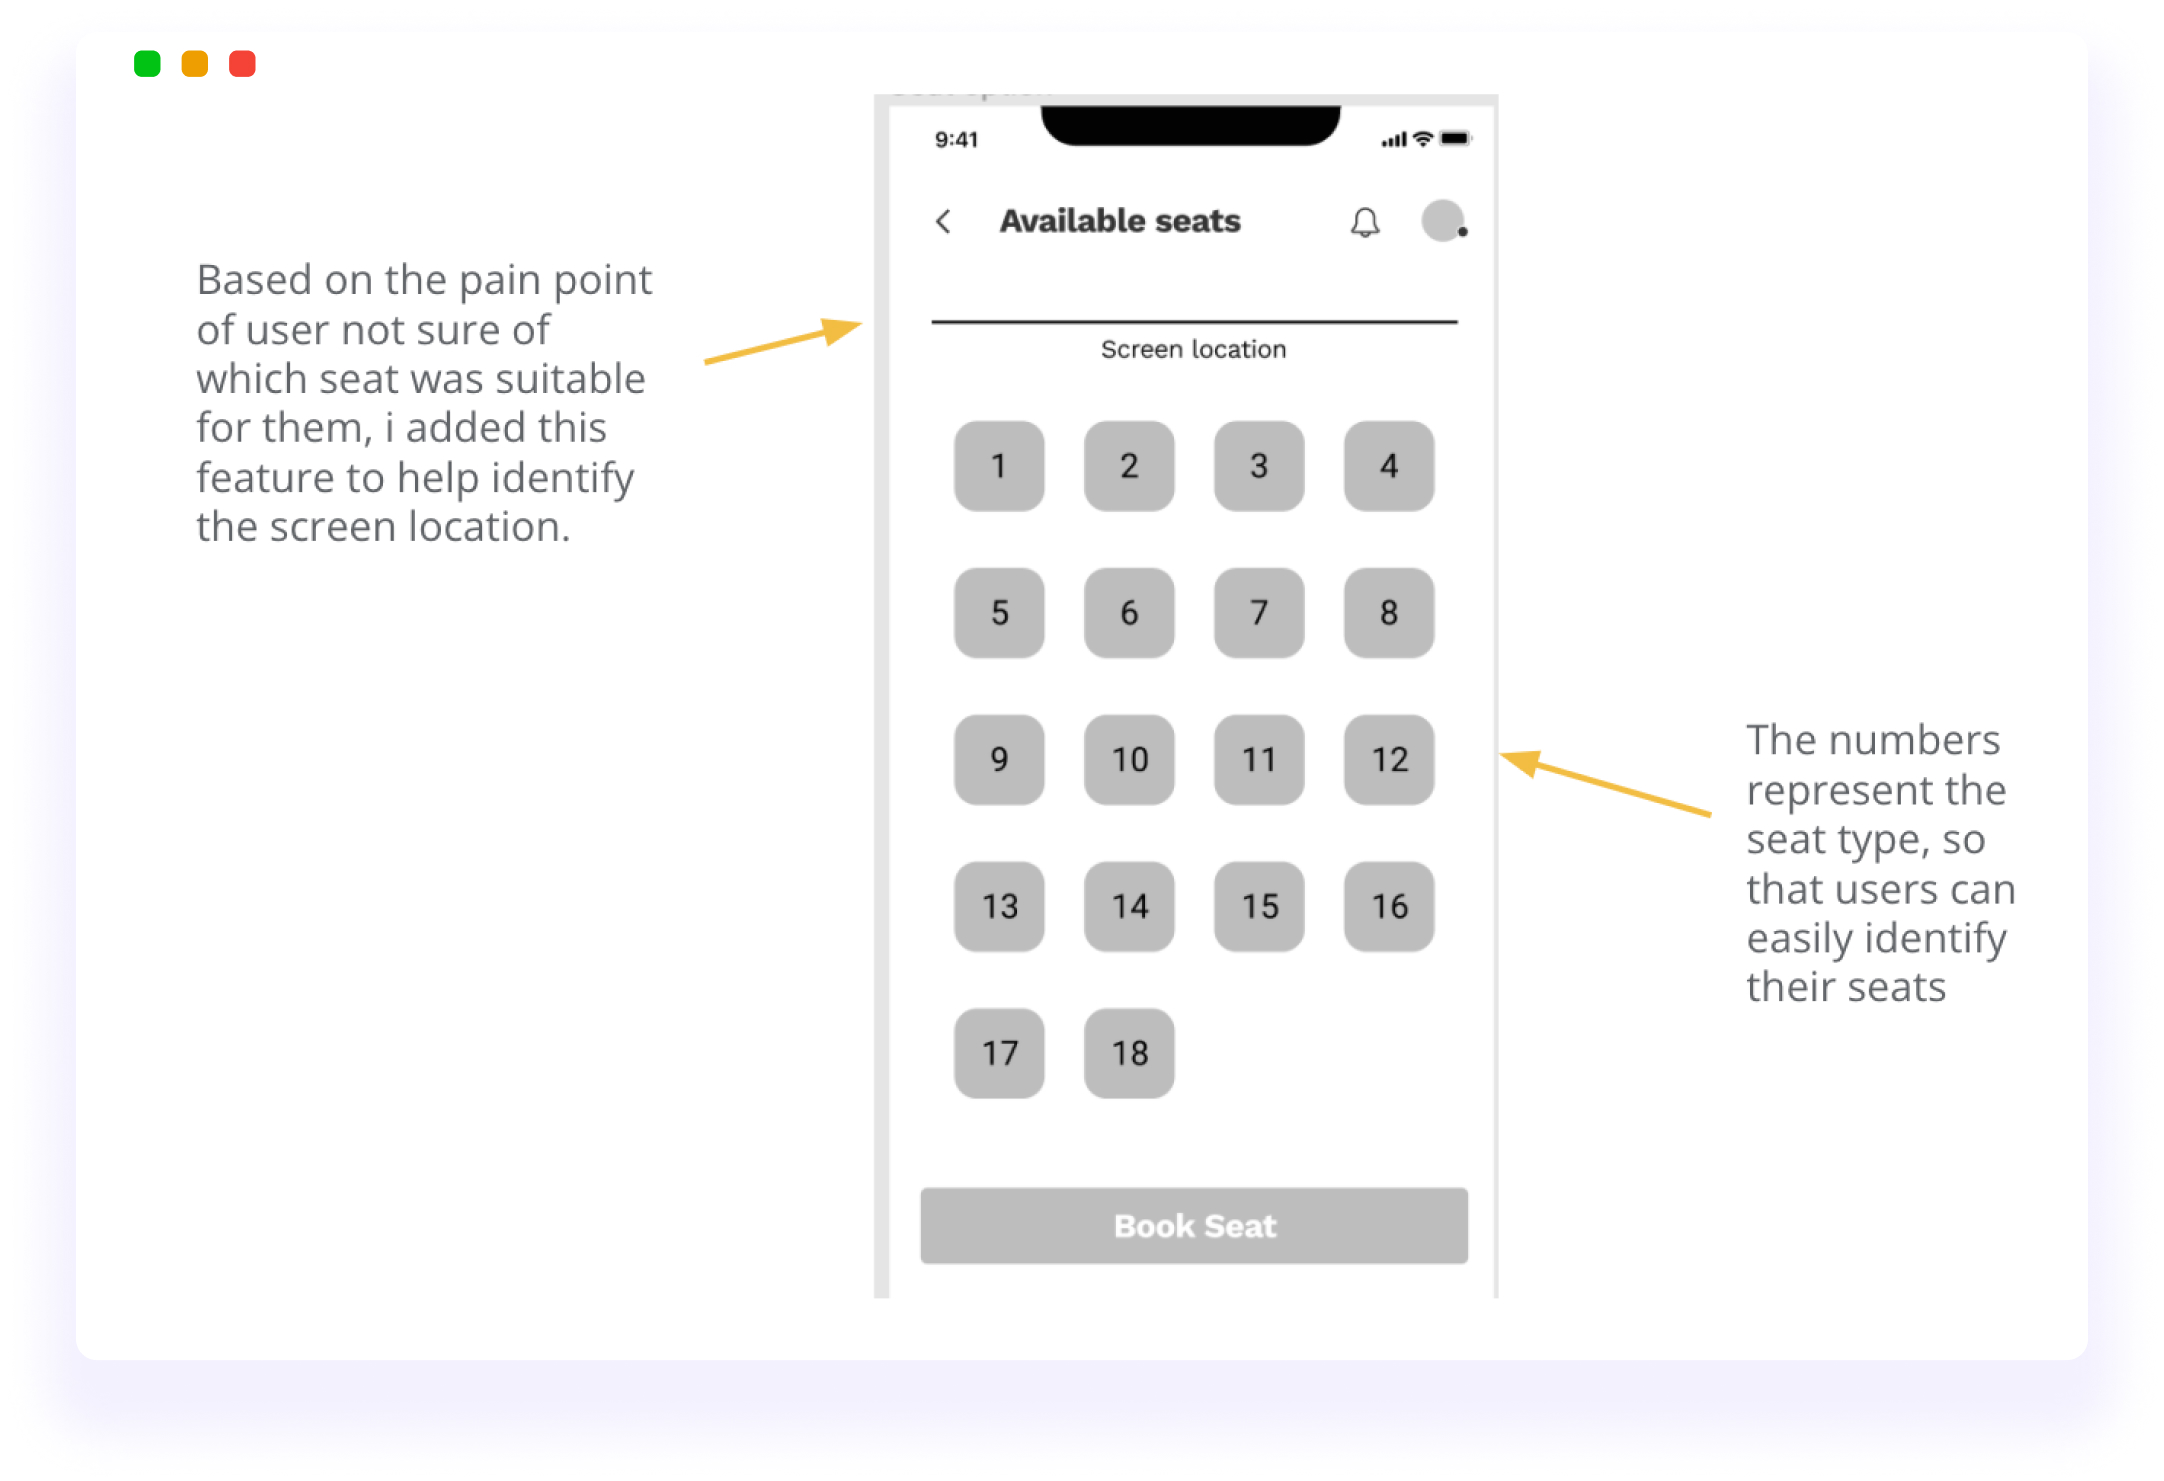 9:41
Available seats
Based on the pain point
of user not sure of
which seat was suitable
for them, i added this
feature to help identify
the screen location.
Screen location
1 2 3 4
5 6 7 8
9 10 11 12
13 14 15 16
17 18
The numbers
represent the
seat type, so
that users can
easily identify
their seats
Book Seat